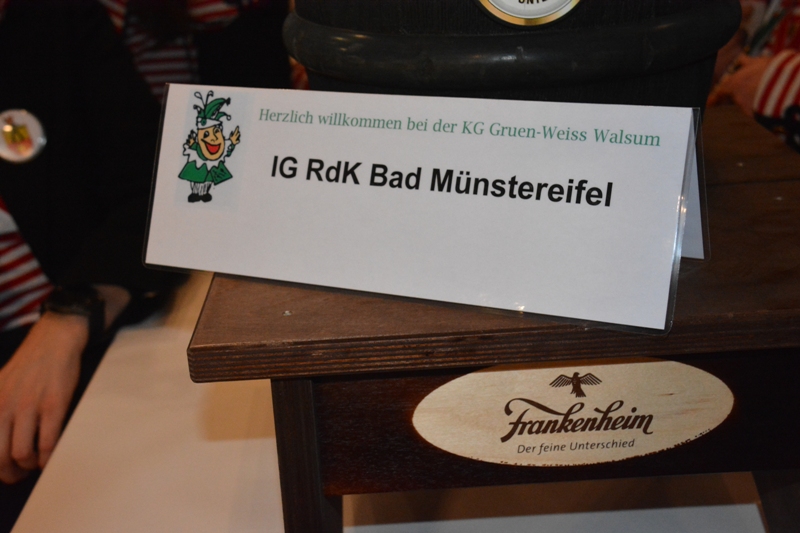 Herzlich willkommen bei der KG Gruen-Weiss Walsum
IG RdK Bad Münstereifel
Frankenheim
Der feine Unterschied